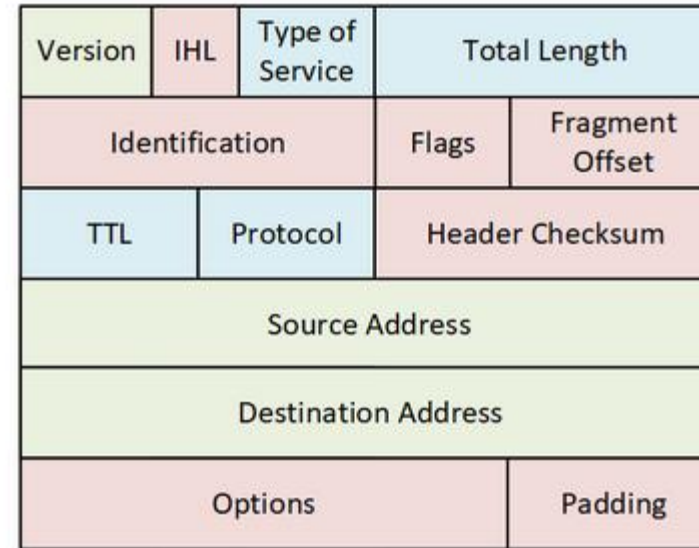 Version IHL Type of Service Total Length
Identification Flags Fragment Offset
TTL Protocol Header Checksum
Source Address
Destination Address
Options Padding